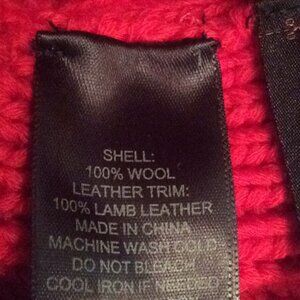 SHELL:
100% WOOL
LEATHER TRIM:
100% LAMB LEATHER
MADE IN CHINA
MACHINE WASH COLD
DO NOT BLEACH
COOL IRON IF NEEDED